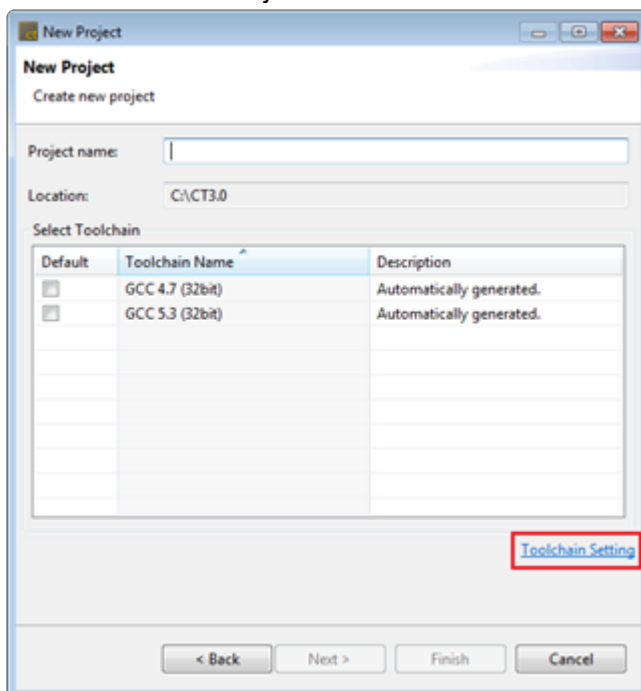 New Project
New Project
Create new project
Project name:
Location: C:\CT3.0
Select Toolchain
Default Toolchain Name Description
GCC 4.7 (32bit) Automatically generated.
GCC 5.3 (32bit) Automatically generated.
Toolchain Setting
< Back Next > Finish Cancel